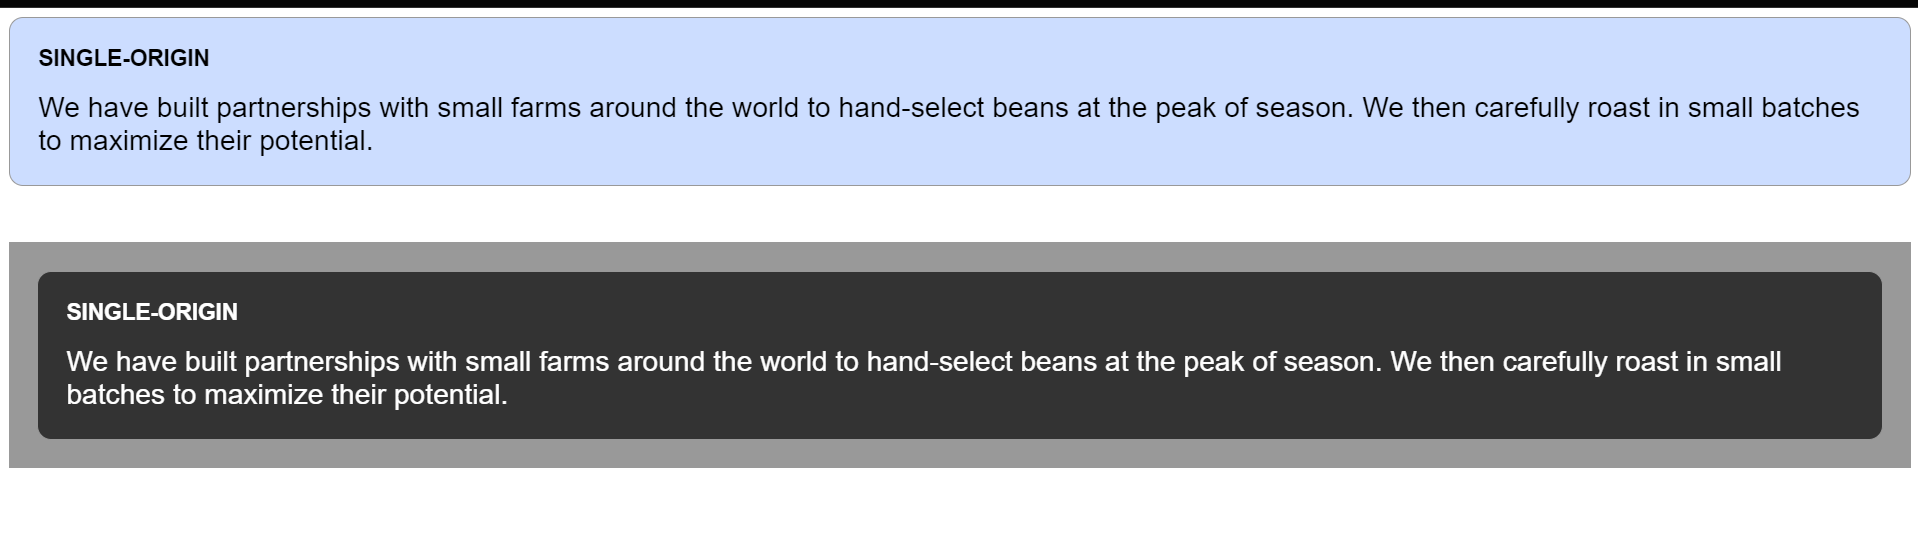 SINGLE-ORIGIN
We have built partnerships with small farms around the world to hand-select beans at the peak of season. We then carefully roast in small batches
to maximize their potential.
SINGLE-ORIGIN
We have built partnerships with small farms around the world to hand-select beans at the peak of season. We then carefully roast in small
batches to maximize their potential.